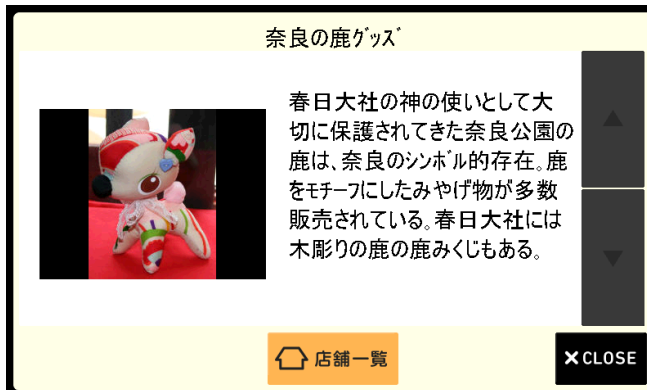 奈良の鹿ｸﾞｯｽﾞ
春日大社の神の使いとして大
切に保護されてきた奈良公園の
鹿は、奈良のｼﾝﾎﾞﾙ的存在。鹿
をﾓﾁｰﾌにしたみやげ物が多数
販売されている。春日大社には
木彫りの鹿の鹿みくじもある。
店舗一覧
×CLOSE